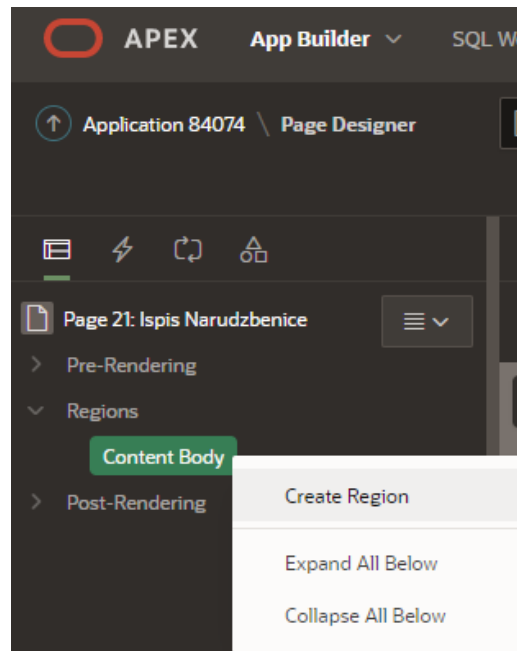 APEX App Builder SQL W
Application 84074 \ Page Designer
Page 21: Ispis Narudzbenice
Pre-Rendering
Regions
Content Body
Post-Rendering
Create Region
Expand All Below
Collapse All Below